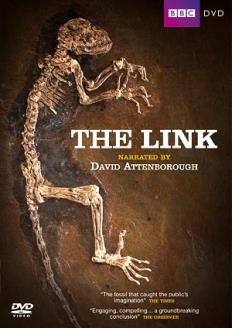 BBC DVD
THE LINK
NARRATED BY
DAVID ATTENBOROUGH
"The fossil that caught the public's
imagination" THE TIMES
"Engaging, compelling... a groundbreaking
conclusion" THE OBSERVER
DVD
VIDEO